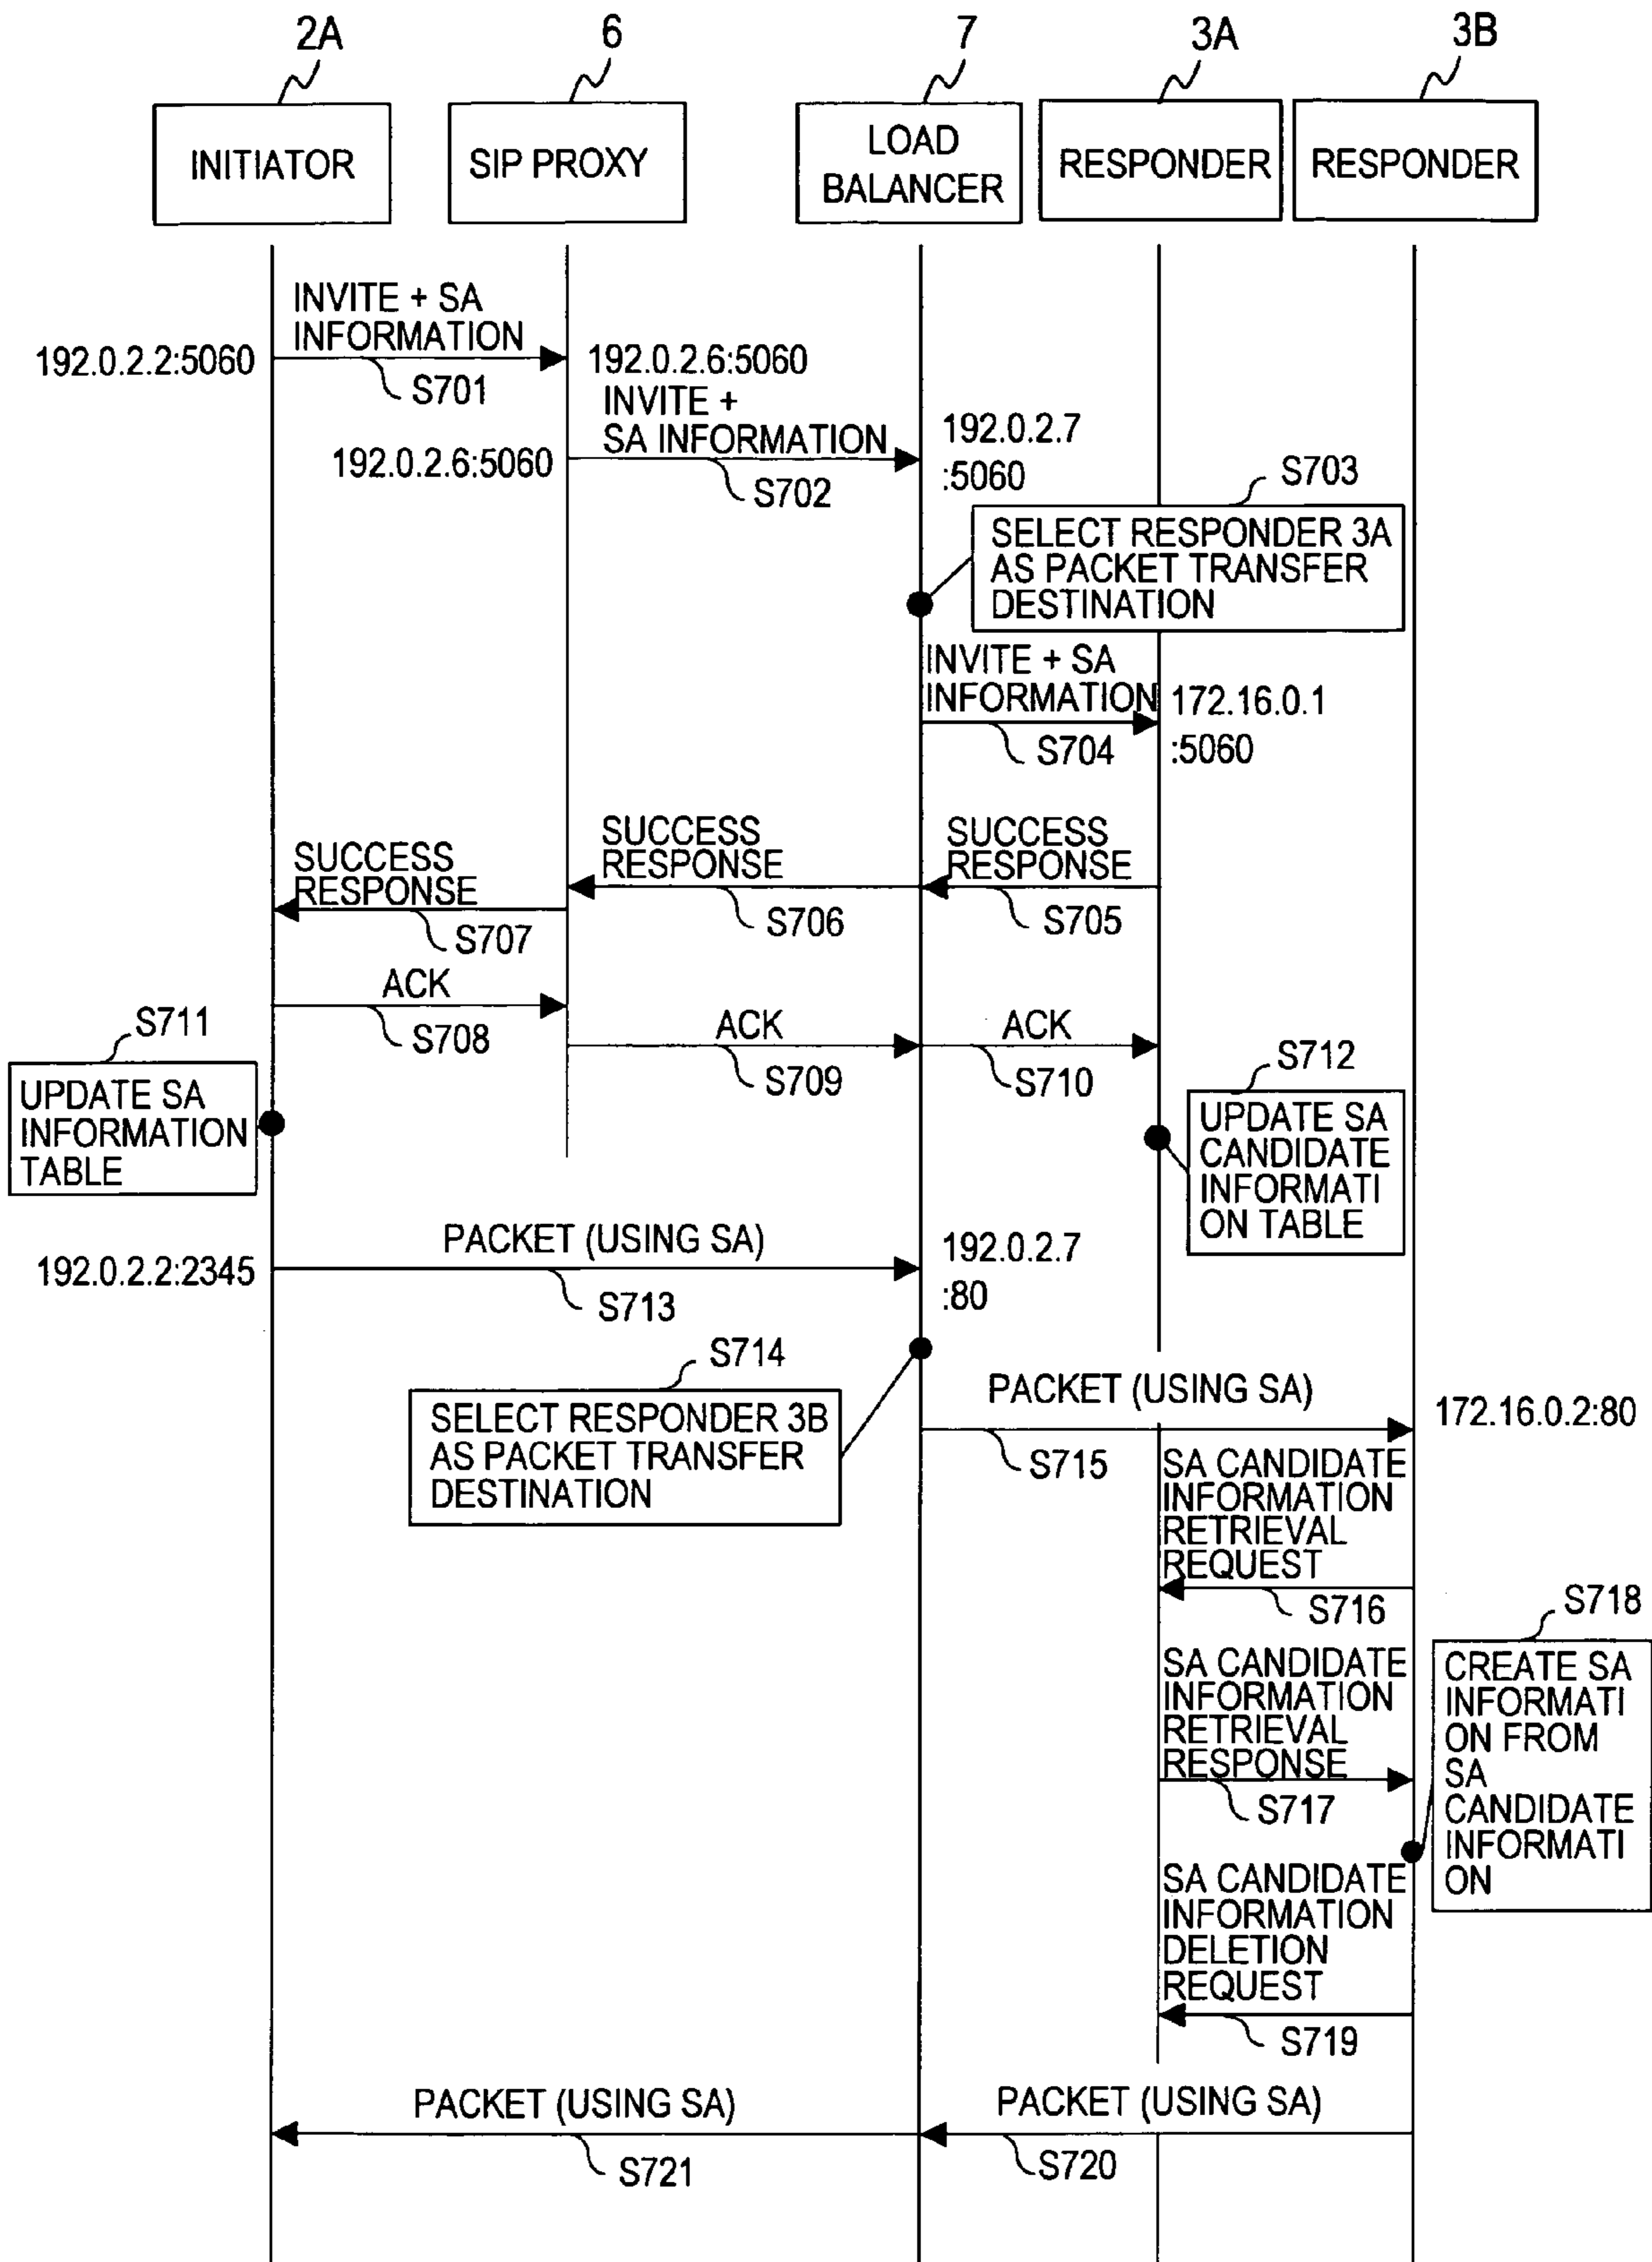 2A
6
7
3A
3B
INITIATOR
SIP PROXY
LOAD
BALANCER
RESPONDER
RESPONDER
INVITE + SA
INFORMATION
192.0.2.2:5060
192.0.2.6:5060
S701
INVITE +
SA INFORMATION
192.0.2.6:5060
192.0.2.7
:5060
S702
S703
SELECT RESPONDER 3A
AS PACKET TRANSFER
DESTINATION
INVITE + SA
INFORMATION
172.16.0.1
:5060
S704
SUCCESS
RESPONSE
SUCCESS
RESPONSE
SUCCESS
RESPONSE
S705
S706
S707
ACK
S708
ACK
S709
ACK
S710
S711
UPDATE SA
INFORMATION
TABLE
S712
UPDATE SA
CANDIDATE
INFORMATI
ON TABLE
PACKET (USING SA)
192.0.2.2:2345
192.0.2.7
:80
S713
S714
SELECT RESPONDER 3B
AS PACKET TRANSFER
DESTINATION
PACKET (USING SA)
172.16.0.2:80
S715
SA CANDIDATE
INFORMATION
RETRIEVAL
REQUEST
S716
SA CANDIDATE
INFORMATION
RETRIEVAL
RESPONSE
S717
S718
CREATE SA
INFORMATI
ON FROM
SA
CANDIDATE
INFORMATI
ON
SA CANDIDATE
INFORMATION
DELETION
REQUEST
S719
PACKET (USING SA)
PACKET (USING SA)
S720
S721